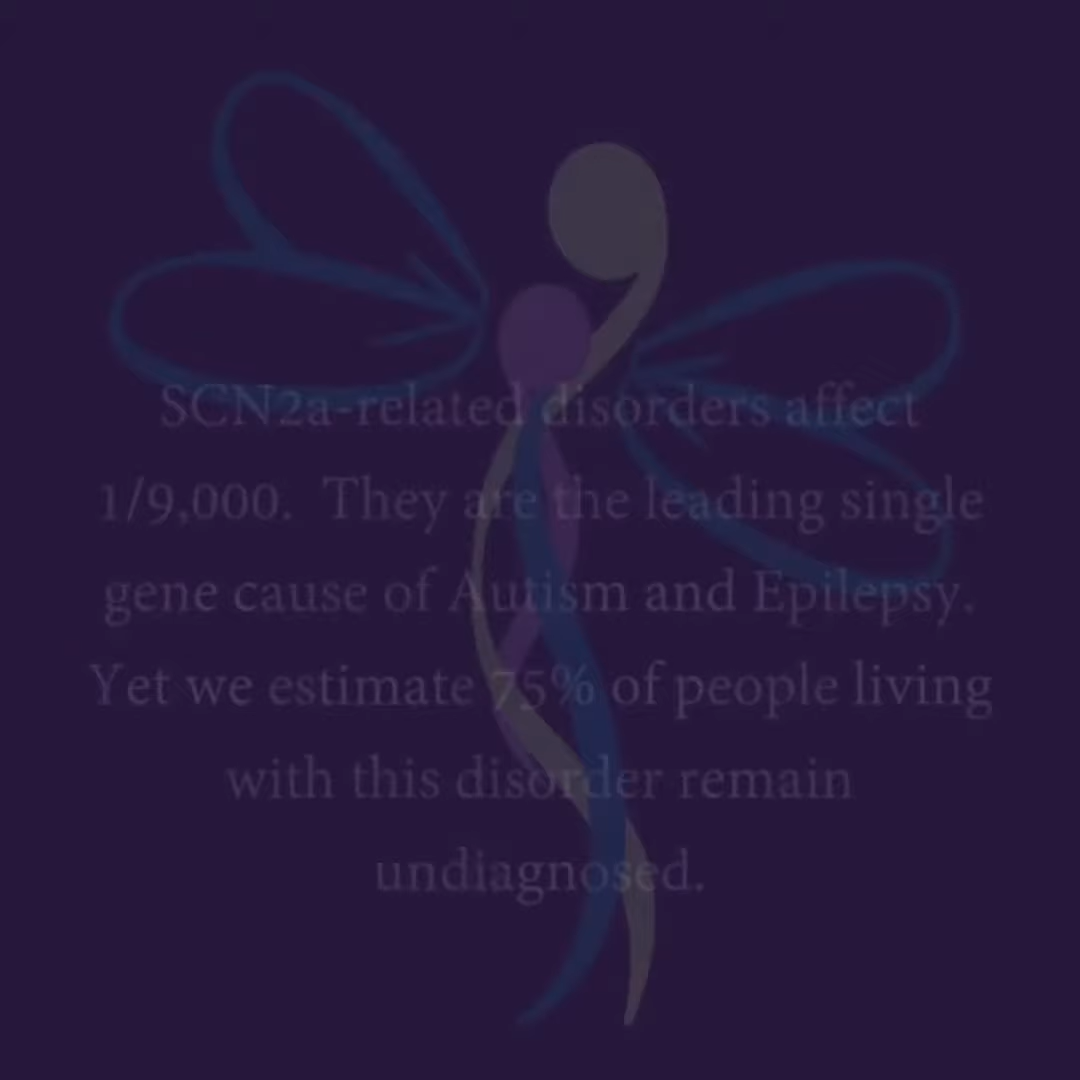 SCN2a-related disorders affect
1/9,000. They are the leading single
gene cause of Autism and Epilepsy.
Yet we estimate 75% of people living
with this disorder remain
undiagnosed.